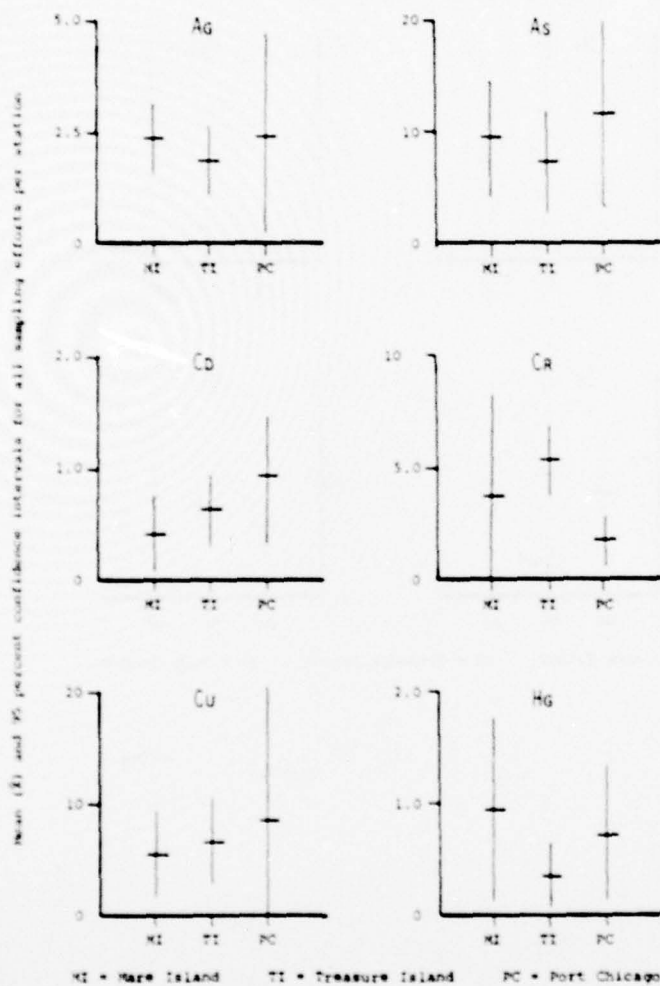 Mean (X̄) and 95 percent confidence intervals for all sampling efforts per station
AG
5.0
2.5
0
MI TI PC
AS
20
10
0
MI TI PC
CD
2.0
1.0
0
MI TI PC
CR
10
5.0
0
MI TI PC
CU
20
10
0
MI TI PC
HG
2.0
1.0
0
MI TI PC
MI = Mare Island TI = Treasure Island PC = Port Chicago